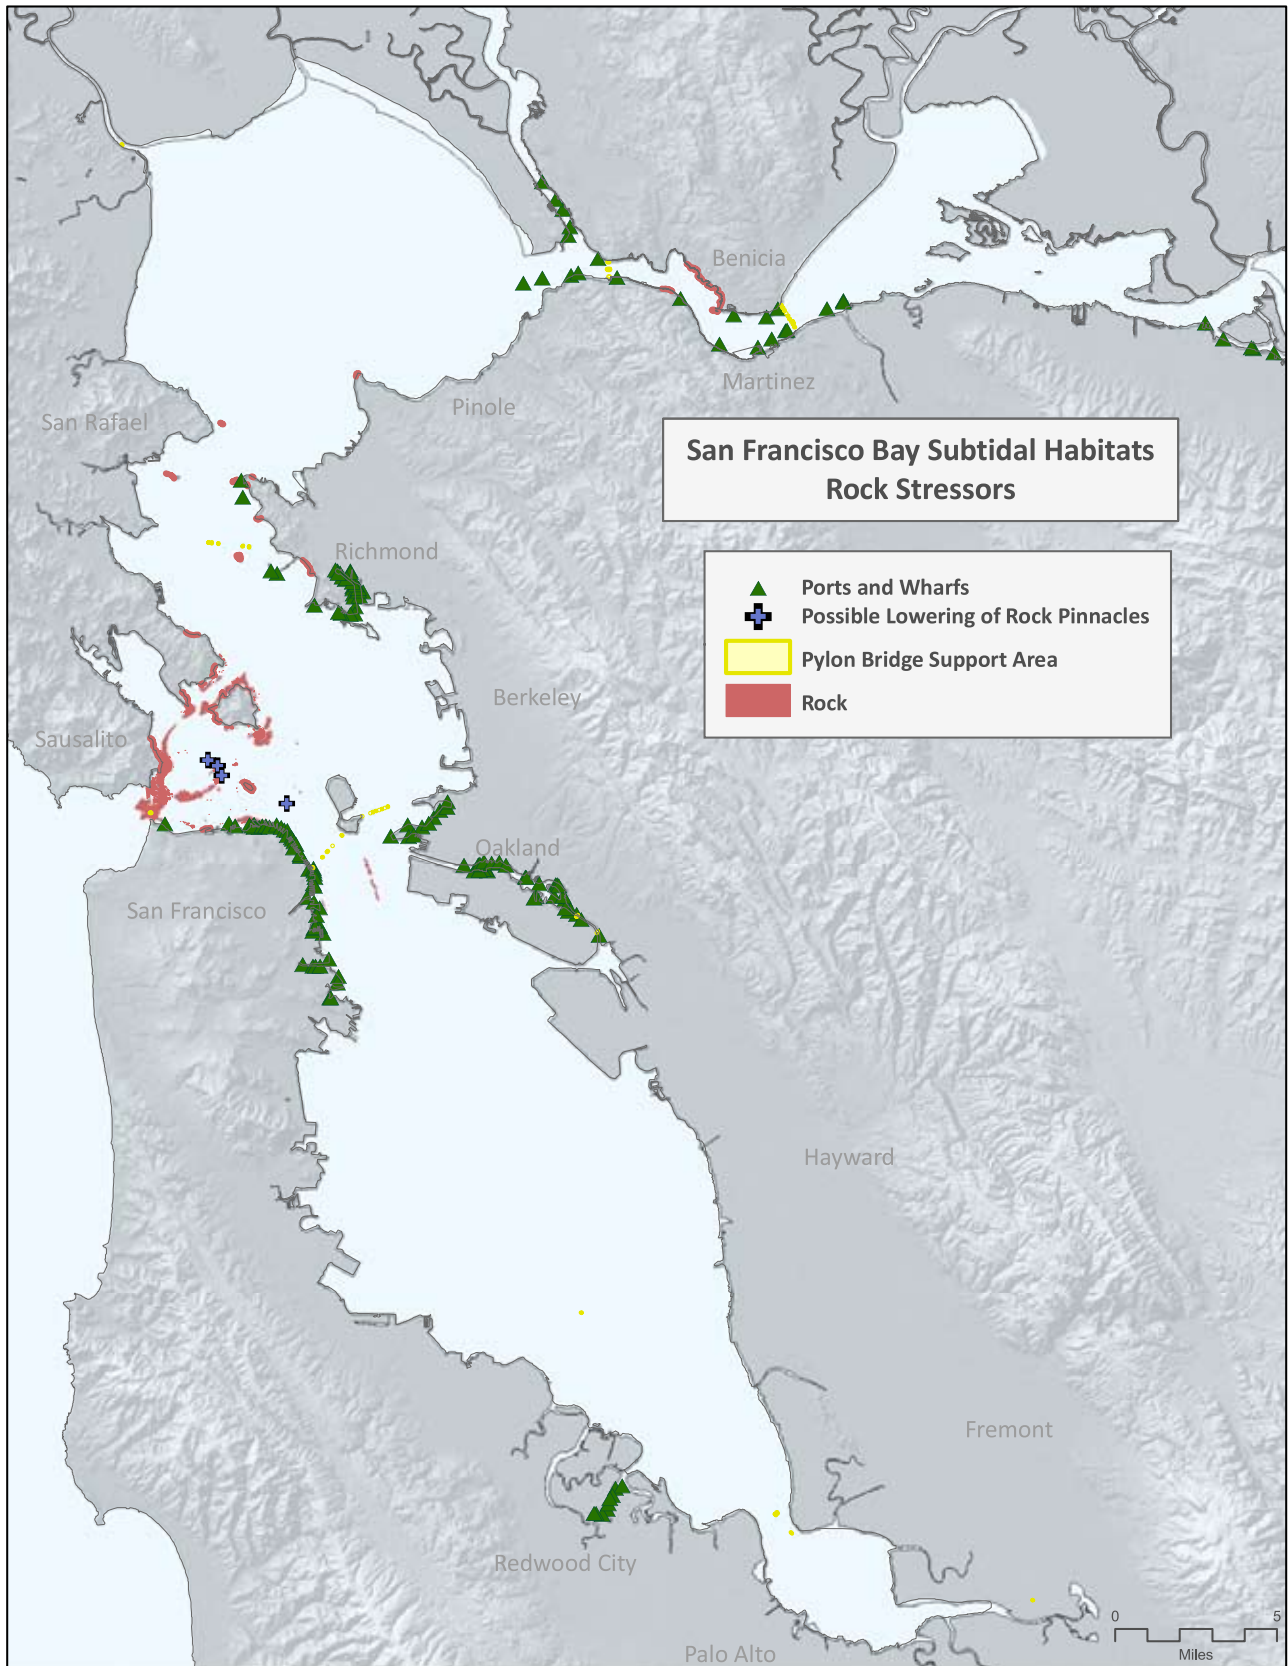 Benicia
Martinez
Pinole
San Rafael
San Francisco Bay Subtidal Habitats
Rock Stressors
Richmond
Ports and Wharfs
Possible Lowering of Rock Pinnacles
Pylon Bridge Support Area
Rock
Berkeley
Sausalito
Oakland
San Francisco
Hayward
Fremont
Redwood City
0 5
Miles
Palo Alto